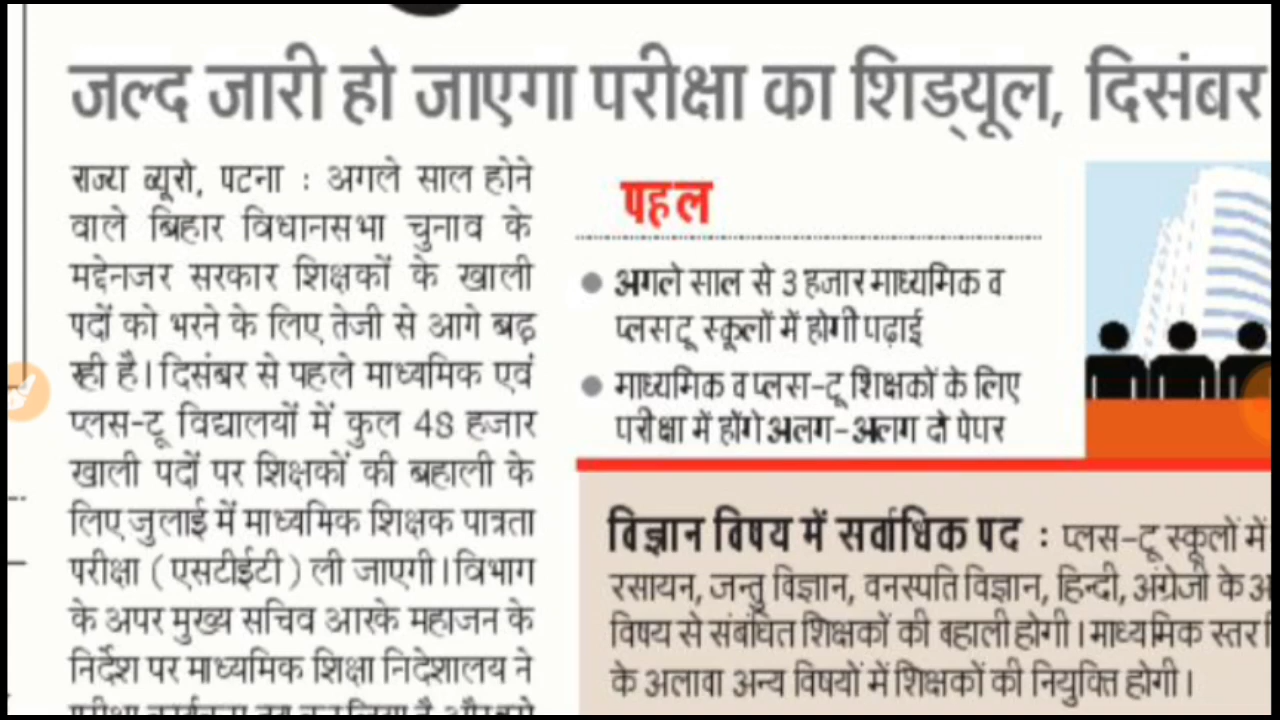 जल्द जारी हो जाएगा परीक्षा का शिड्यूल, दिसंबर
राज्य ब्यूरो, पटना : अगले साल होने
वाले बिहार विधानसभा चुनाव के
मद्देनजर सरकार शिक्षकों के खाली
पदों को भरने के लिए तेजी से आगे बढ़
रही है। दिसंबर से पहले माध्यमिक एवं
प्लस-टू विद्यालयों में कुल 48 हजार
खाली पदों पर शिक्षकों की बहाली के
लिए जुलाई में माध्यमिक शिक्षक पात्रता
परीक्षा ( एसटीईटी ) ली जाएगी। विभाग
के अपर मुख्य सचिव आरके महाजन के
निर्देश पर माध्यमिक शिक्षा निदेशालय ने
पहल
अगले साल से 3 हजार माध्यमिक व
प्लस टू स्कूलों में होगी पढ़ाई
माध्यमिक व प्लस-टू शिक्षकों के लिए
परीक्षा में होंगे अलग-अलग दो पेपर
विज्ञान विषय में सर्वाधिक पद : प्लस-टू स्कूलों में
रसायन, जन्तु विज्ञान, वनस्पति विज्ञान, हिन्दी, अंग्रेजी के अ
विषय से संबंधित शिक्षकों की बहाली होगी। माध्यमिक स्तर
के अलावा अन्य विषयों में शिक्षकों की नियुक्ति होगी।